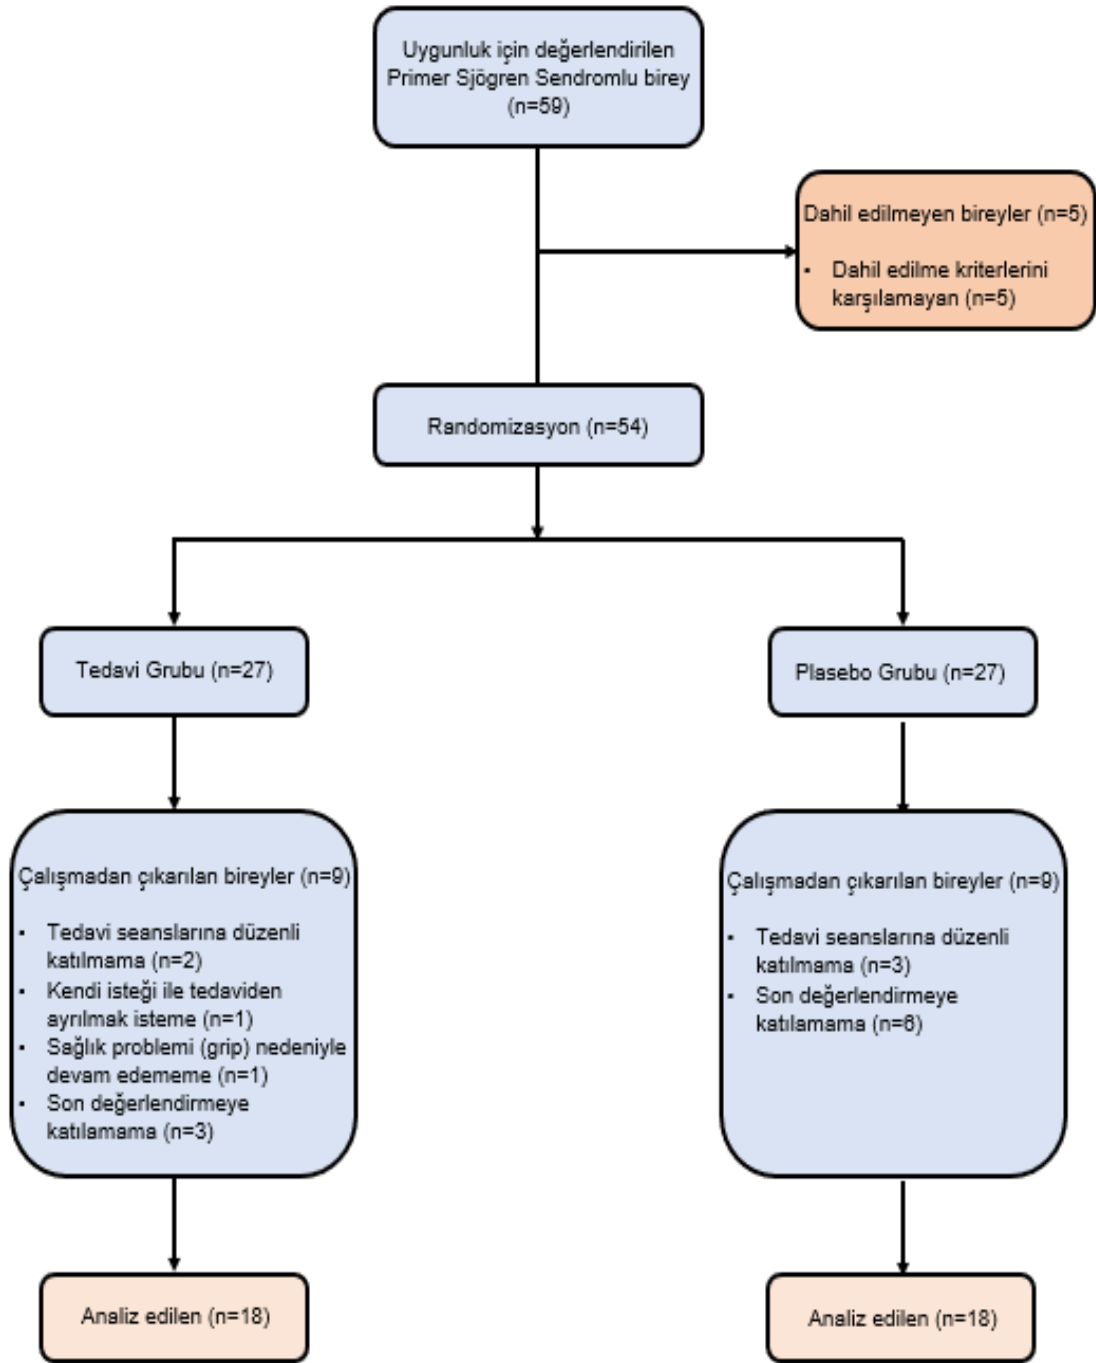 Uygunluk için değerlendirilen
Primer Sjögren Sendromlu birey
(n=59)
Dahil edilmeyen bireyler (n=5)
▪ Dahil edilme kriterlerini
karşılamayan (n=5)
Randomizasyon (n=54)
Tedavi Grubu (n=27)
Plasebo Grubu (n=27)
Çalışmadan çıkarılan bireyler (n=9)
▪ Tedavi seanslarına düzenli
katılmama (n=2)
▪ Kendi isteği ile tedaviden
ayrılmak isteme (n=1)
▪ Sağlık problemi (grip) nedeniyle
devam edememe (n=1)
▪ Son değerlendirmeye
katılamama (n=3)
Çalışmadan çıkarılan bireyler (n=9)
▪ Tedavi seanslarına düzenli
katılmama (n=3)
▪ Son değerlendirmeye
katılamama (n=6)
Analiz edilen (n=18)
Analiz edilen (n=18)